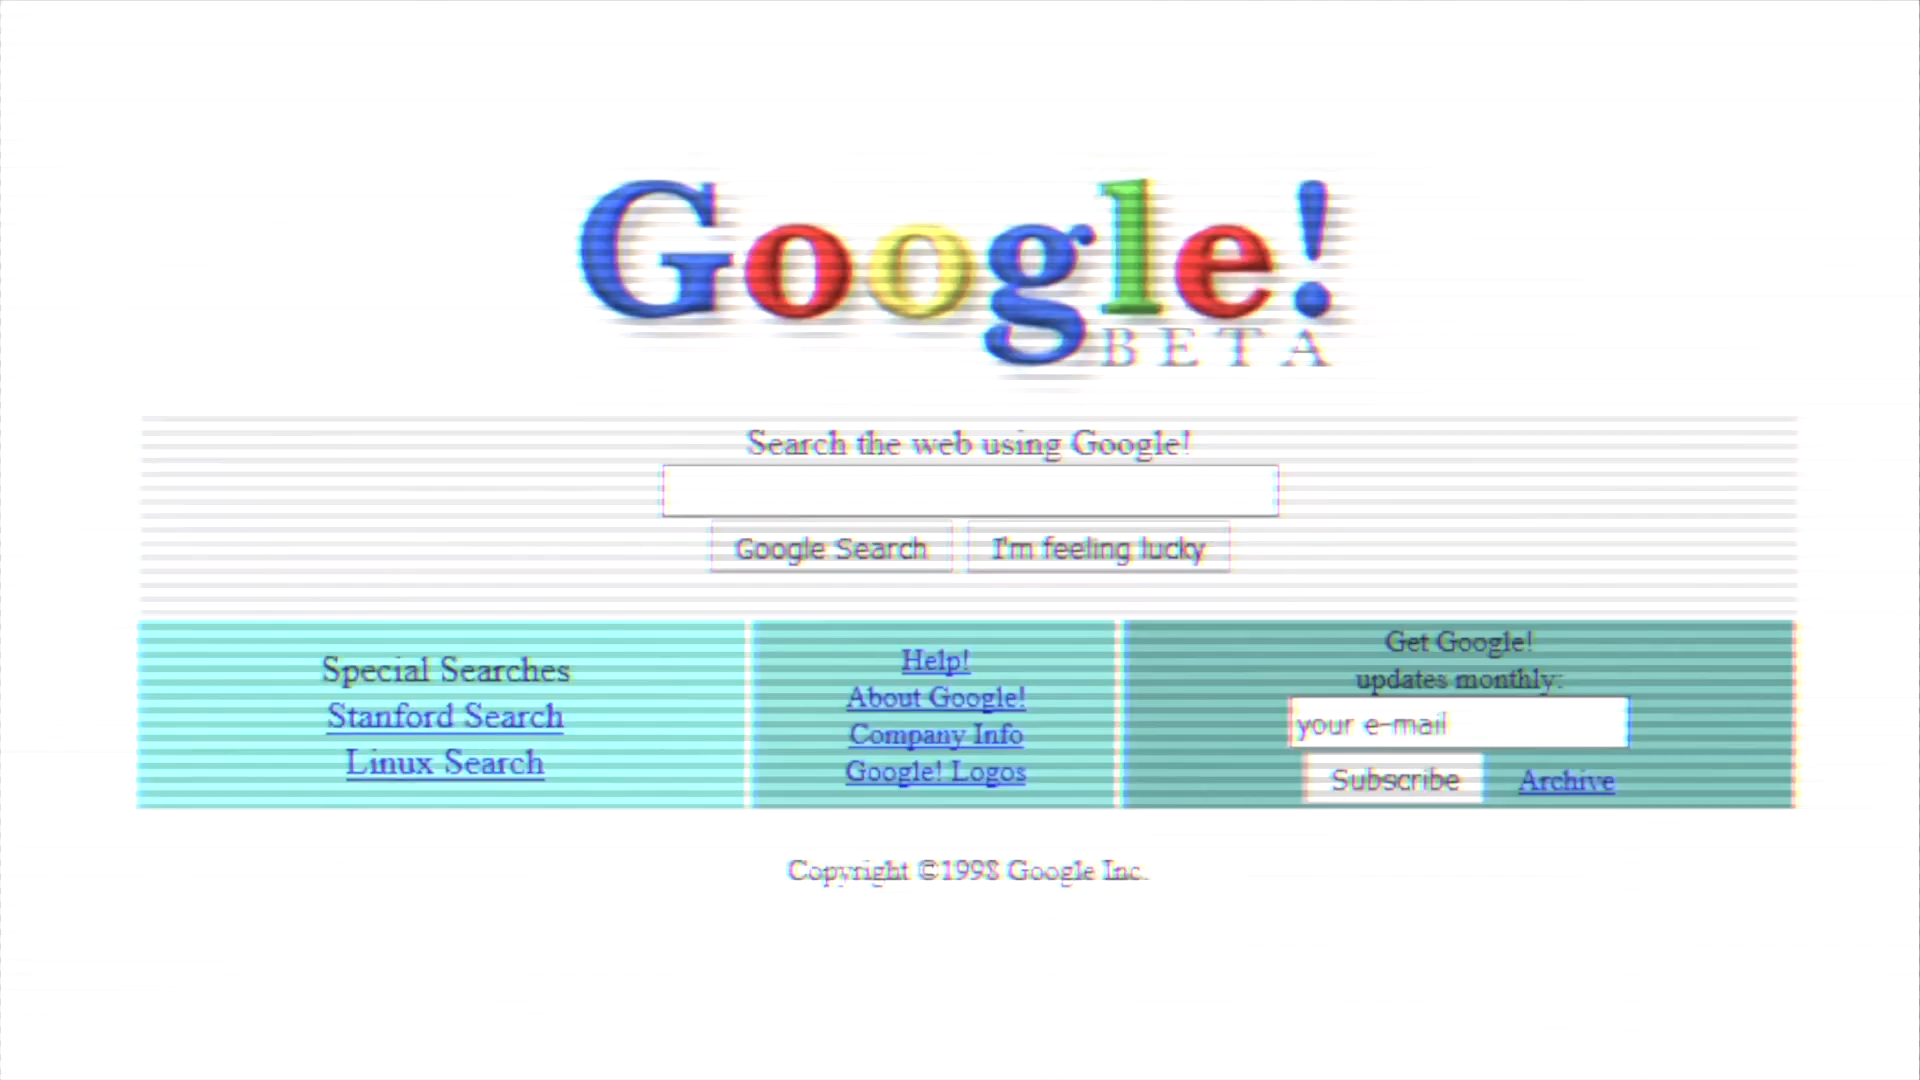 Google!
BETA
Search the web using Google!
Google Search
I'm feeling lucky
Special Searches
Stanford Search
Linux Search
Help!
About Google!
Company Info
Google! Logos
Get Google!
updates monthly:
your e-mail
Subscribe
Archive
Copyright ©1998 Google Inc.